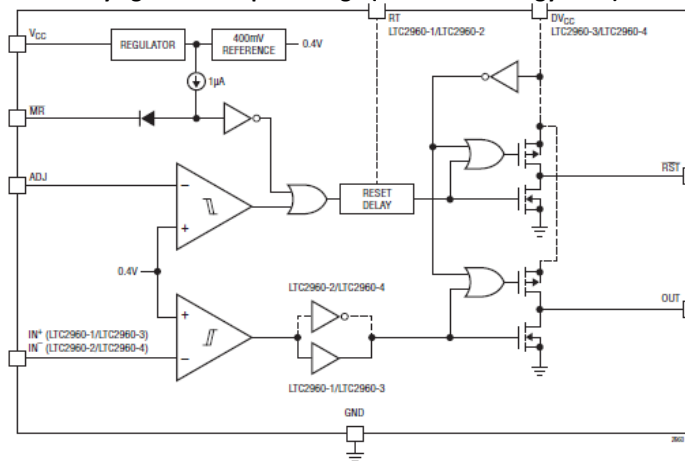 RT
LTC2960-1/LTC2960-2
DVCC
LTC2960-3/LTC2960-4
VCC
REGULATOR
400mV
REFERENCE
0.4V
1µA
MR
ADJ
RESET
DELAY
RST
0.4V
LTC2960-2/LTC2960-4
OUT
IN+ (LTC2960-1/LTC2960-3)
IN− (LTC2960-2/LTC2960-4)
LTC2960-1/LTC2960-3
GND